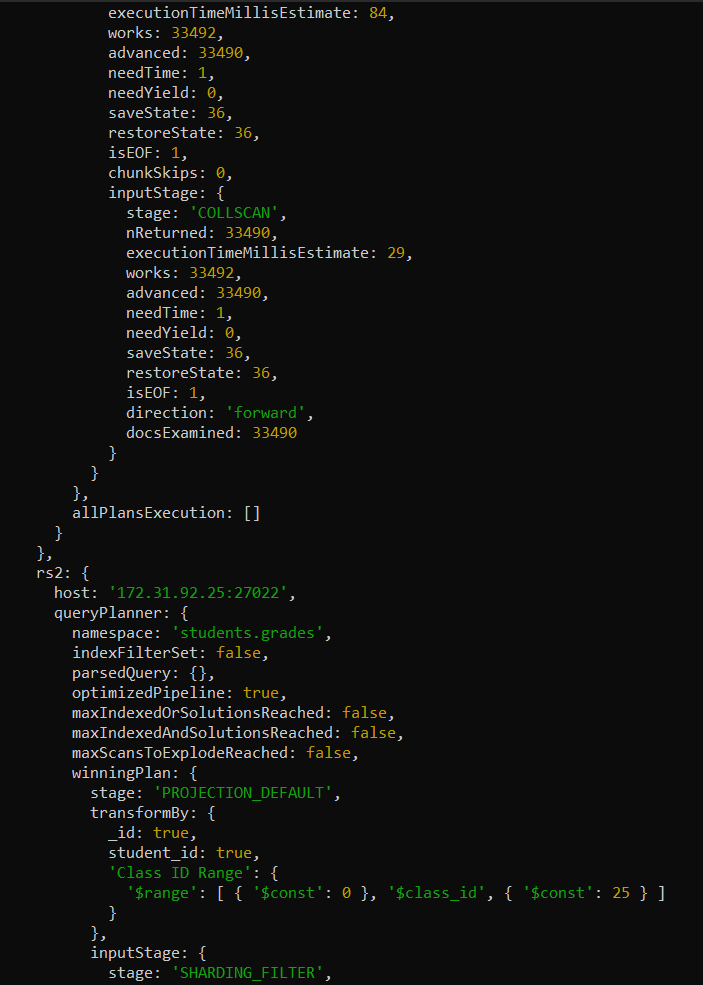 executionTimeMillisEstimate: 84,
works: 33492,
advanced: 33490,
needTime: 1,
needYield: 0,
saveState: 36,
restoreState: 36,
isEOF: 1,
chunkSkips: 0,
inputStage: {
stage: 'COLLSCAN',
nReturned: 33490,
executionTimeMillisEstimate: 29,
works: 33492,
advanced: 33490,
needTime: 1,
needYield: 0,
saveState: 36,
restoreState: 36,
isEOF: 1,
direction: 'forward',
docsExamined: 33490
}
}
},
allPlansExecution: []
}
},
rs2: {
host: '172.31.92.25:27022',
queryPlanner: {
namespace: 'students.grades',
indexFilterSet: false,
parsedQuery: {},
optimizedPipeline: true,
maxIndexedOrSolutionsReached: false,
maxIndexedAndSolutionsReached: false,
maxScansToExplodeReached: false,
winningPlan: {
stage: 'PROJECTION_DEFAULT',
transformBy: {
_id: true,
student_id: true,
'Class ID Range': {
'$range': [ { '$const': 0 }, '$class_id', { '$const': 25 } ]
}
},
inputStage: {
stage: 'SHARDING_FILTER',